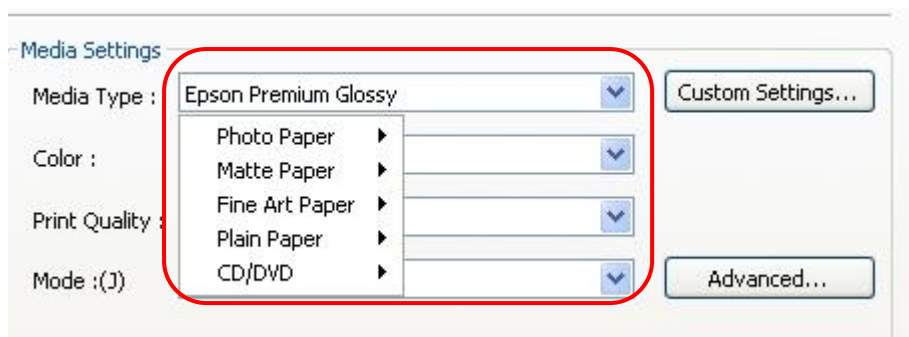 Media Settings
Media Type : Epson Premium Glossy Custom Settings...
Photo Paper
Color :
Matte Paper
Fine Art Paper
Print Quality :
Plain Paper
CD/DVD
Mode :(J) Advanced...